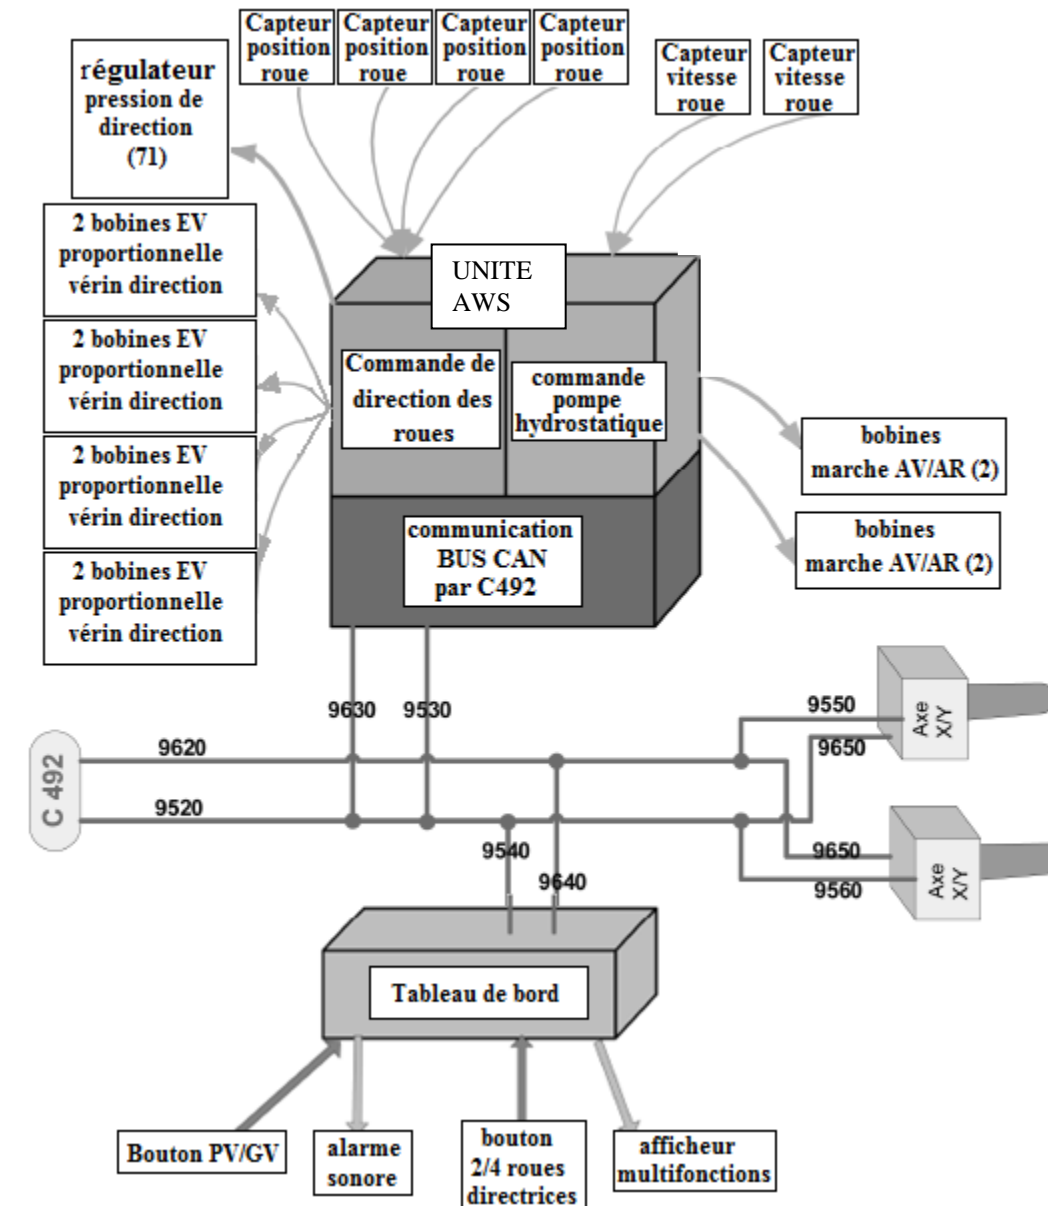 Capteur
position
roue
Capteur
position
roue
Capteur
position
roue
Capteur
position
roue
Capteur
vitesse
roue
Capteur
vitesse
roue
régulateur
pression de
direction
(71)
2 bobines EV
proportionnelle
vérin direction
2 bobines EV
proportionnelle
vérin direction
2 bobines EV
proportionnelle
vérin direction
2 bobines EV
proportionnelle
vérin direction
UNITE
AWS
Commande de
direction des
roues
commande
pompe
hydrostatique
communication
BUS CAN
par C492
bobines
marche AV/AR (2)
bobines
marche AV/AR (2)
9630
9530
9550
9650
Axe
X/Y
C 492
9620
9520
9540
9640
9650
9560
Axe
X/Y
Tableau de bord
Bouton PV/GV
alarme
sonore
bouton
2/4 roues
directrices
afficheur
multifonctions